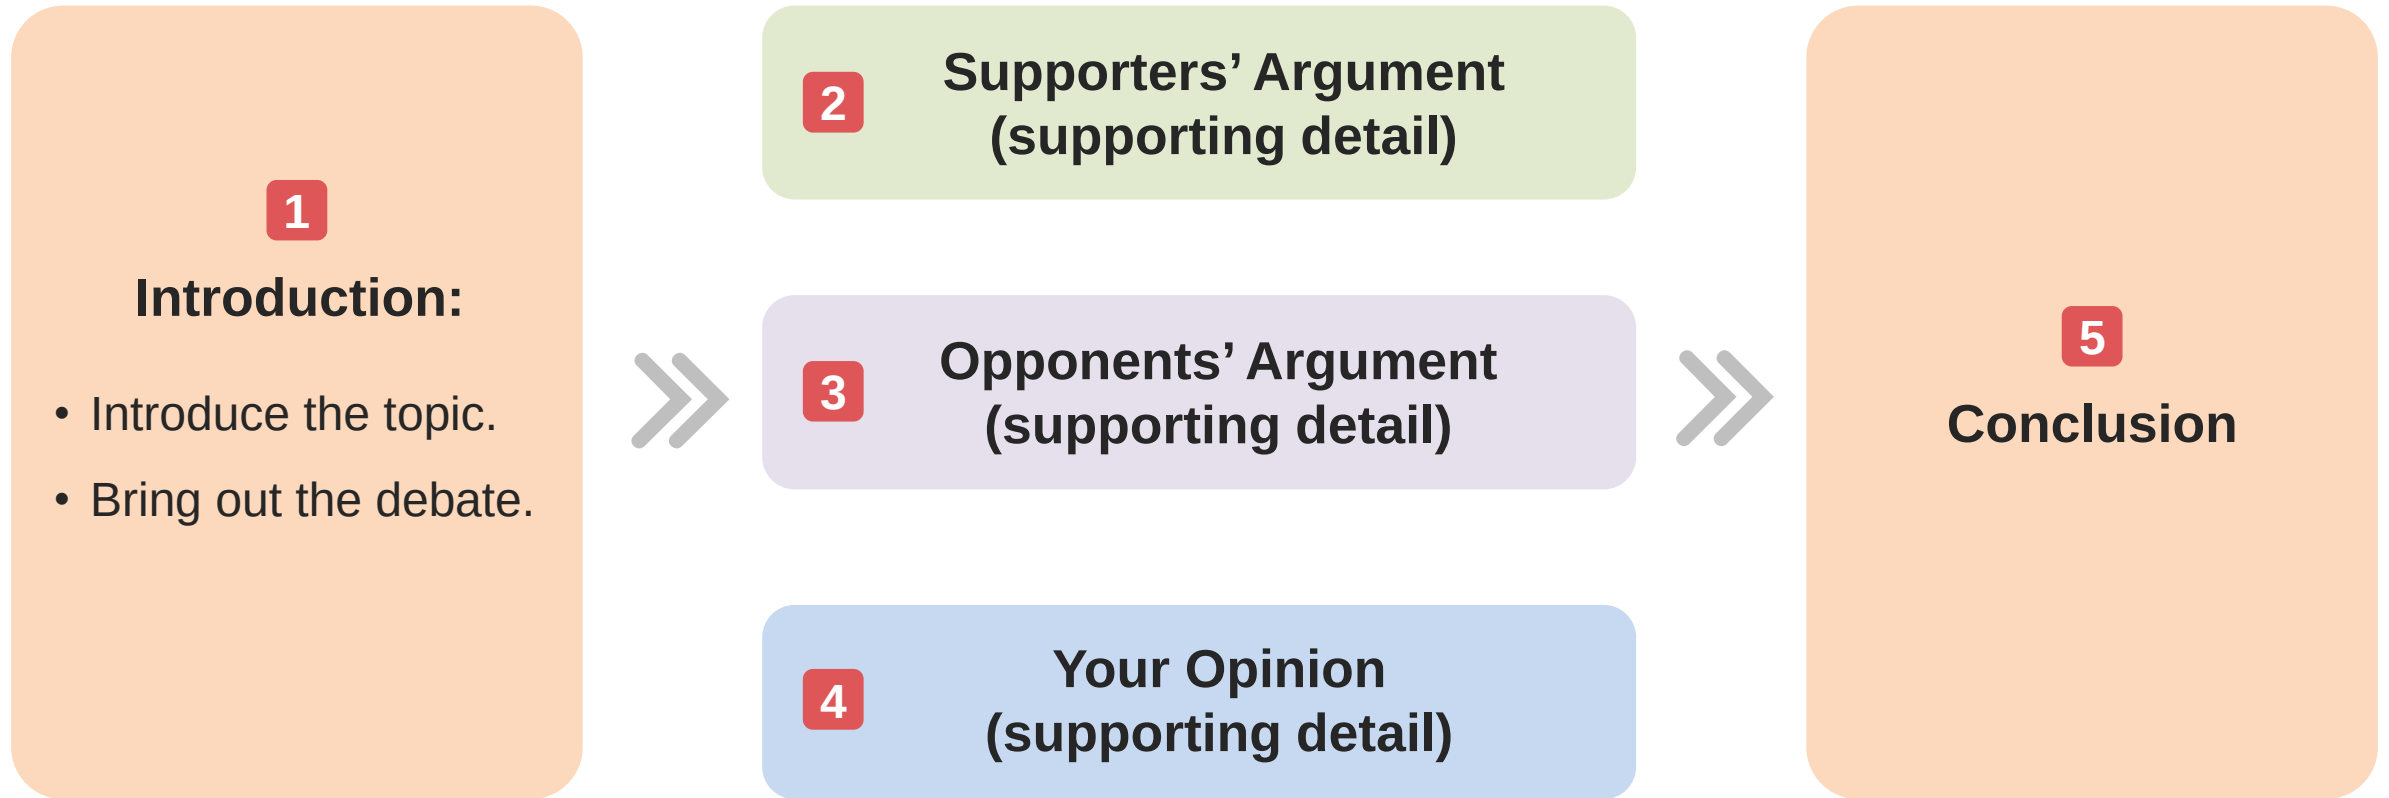 1
Introduction:
• Introduce the topic.
• Bring out the debate.
2
Supporters’ Argument
(supporting detail)
3
Opponents’ Argument
(supporting detail)
4
Your Opinion
(supporting detail)
5
Conclusion